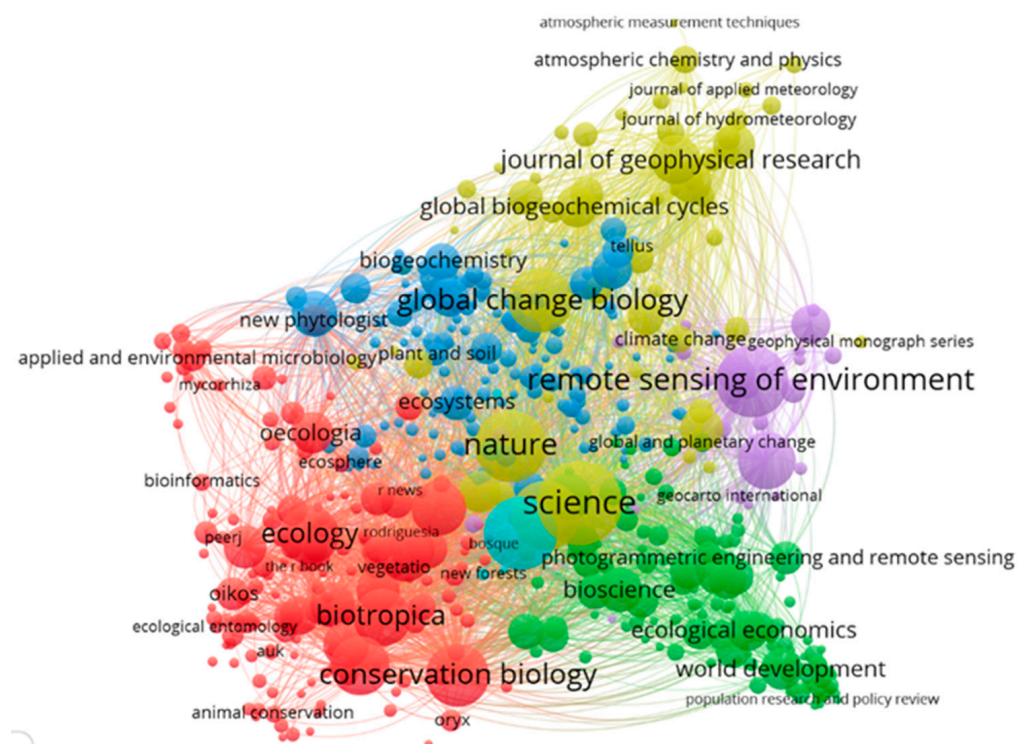 atmospheric measurement techniques
atmospheric chemistry and physics
journal of applied meteorology
journal of hydrometeorology
journal of geophysical research
global biogeochemical cycles
tellus
biogeochemistry
global change biology
new phytologist
climate change
geophysical monograph series
applied and environmental microbiology
plant and soil
mycorrhiza
remote sensing of environment
ecosystems
oecologia
nature
global and planetary change
ecosphere
bioinformatics
r news
geocarto international
science
ecology
rodriguesia
peerj
bosque
photogrammetric engineering and remote sensing
the r book
vegetatio
new forests
bioscience
oikos
biotropica
ecological entomology
ecological economics
auk
conservation biology
world development
population research and policy review
animal conservation
oryx